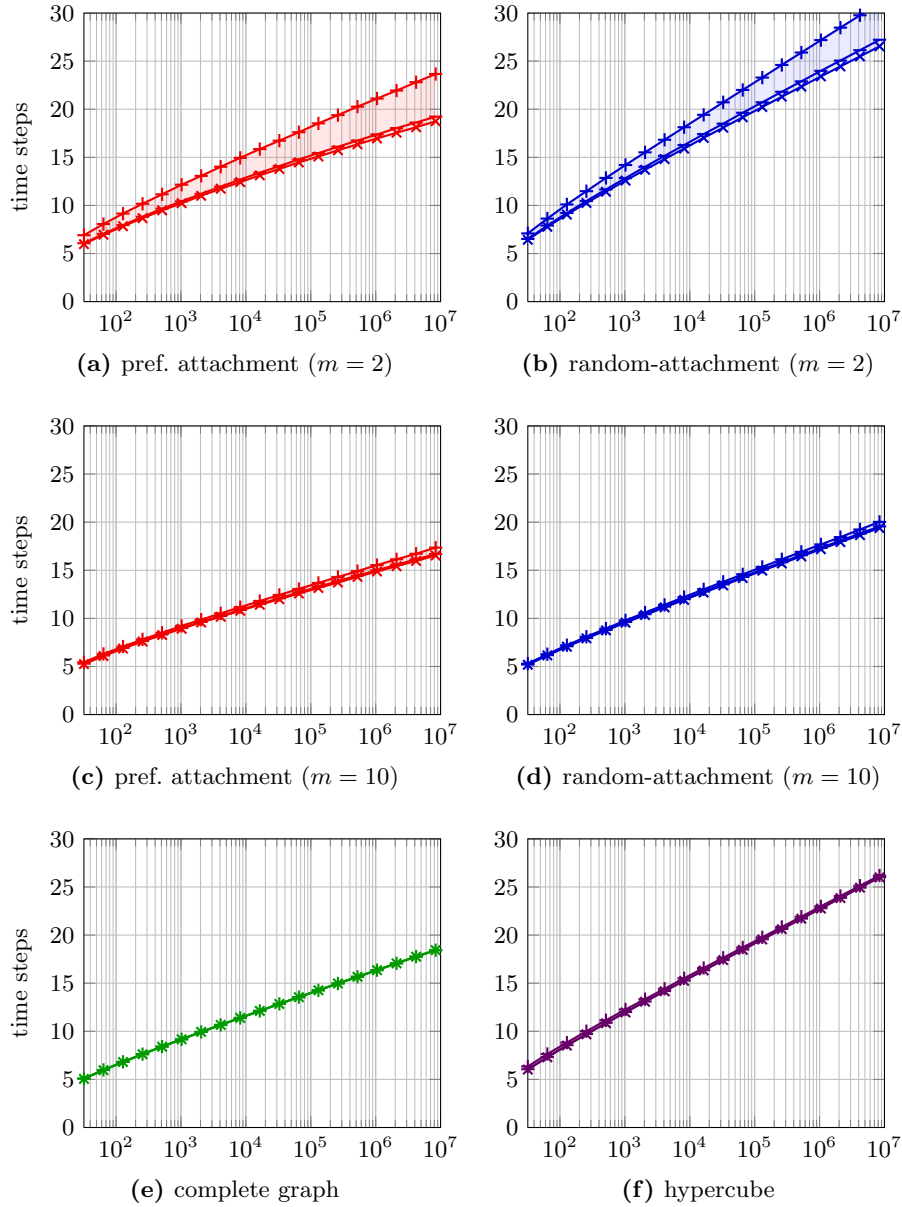 30
25
20
15
10
5
0
time steps
10^2 10^3 10^4 10^5 10^6 10^7
(a) pref. attachment (m = 2)
30
25
20
15
10
5
0
10^2 10^3 10^4 10^5 10^6 10^7
(b) random-attachment (m = 2)
30
25
20
15
10
5
0
time steps
10^2 10^3 10^4 10^5 10^6 10^7
(c) pref. attachment (m = 10)
30
25
20
15
10
5
0
10^2 10^3 10^4 10^5 10^6 10^7
(d) random-attachment (m = 10)
30
25
20
15
10
5
0
time steps
10^2 10^3 10^4 10^5 10^6 10^7
(e) complete graph
30
25
20
15
10
5
0
10^2 10^3 10^4 10^5 10^6 10^7
(f) hypercube